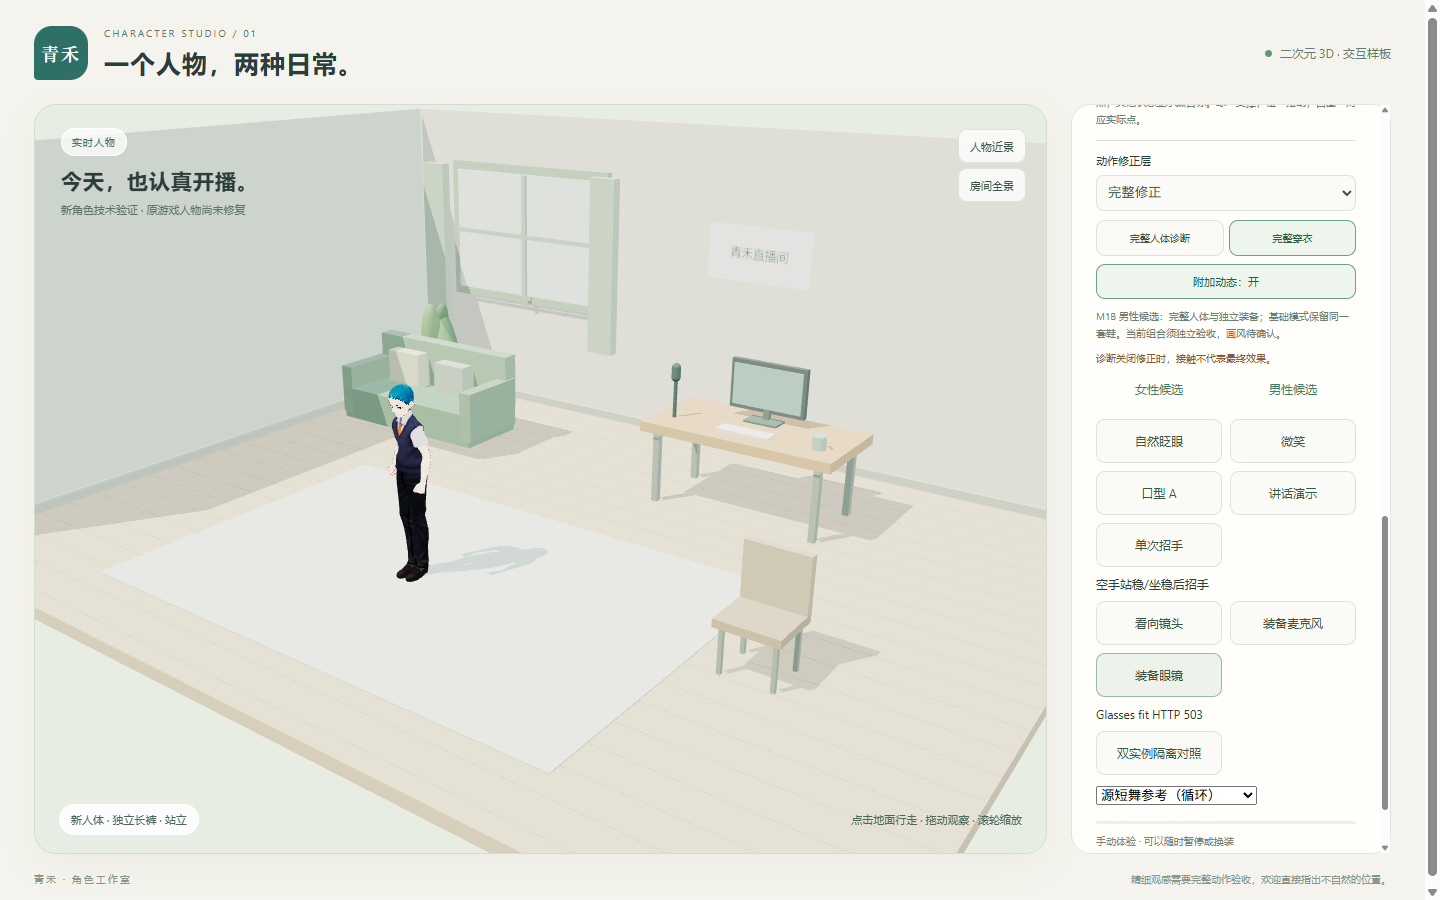 青禾
CHARACTER STUDIO / 01
一个人物，两种日常。
二次元 3D · 交互样板
实时人物
今天，也认真开播。
新角色技术验证 · 原游戏人物尚未修复
人物近景
房间全景
青禾直播间
新人体 · 独立长裤 · 站立
点击地面行走 · 拖动观察 · 滚轮缩放
应实际点。
动作修正层
完整修正
完整人体诊断
完整穿衣
附加动态：开
M1B 男性候选：完整人体与独立装备；基础模式保留同一
套鞋。当前组合须独立验收，画风待确认。
诊断关闭修正时，接触不代表最终效果。
女性候选
男性候选
自然眨眼
微笑
口型 A
讲话演示
单次招手
空手站稳/坐稳后招手
看向镜头
装备麦克风
装备眼镜
Glasses fit HTTP 503
双实例隔离对照
源短舞参考（循环）
手动体验 · 可以随时暂停或换装
青禾 · 角色工作室
精细观感需要完整动作验收，欢迎直接指出不自然的位置。